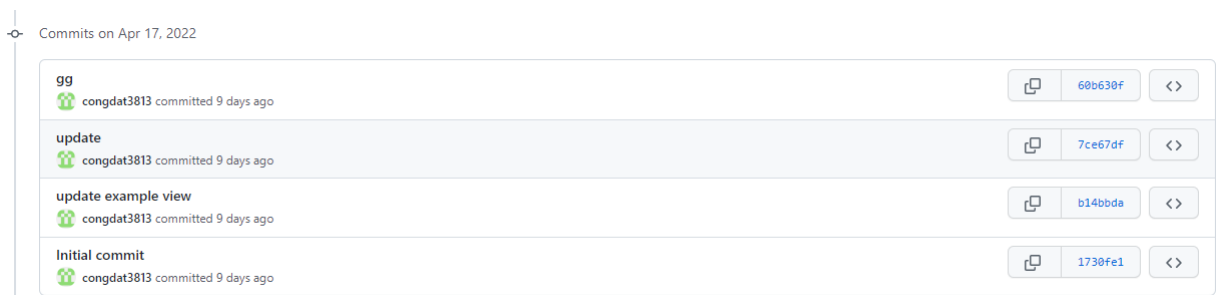 Commits on Apr 17, 2022
gg
60b630f
congdat3813 committed 9 days ago
update
7ce67df
congdat3813 committed 9 days ago
update example view
b14bbda
congdat3813 committed 9 days ago
Initial commit
1730fe1
congdat3813 committed 9 days ago